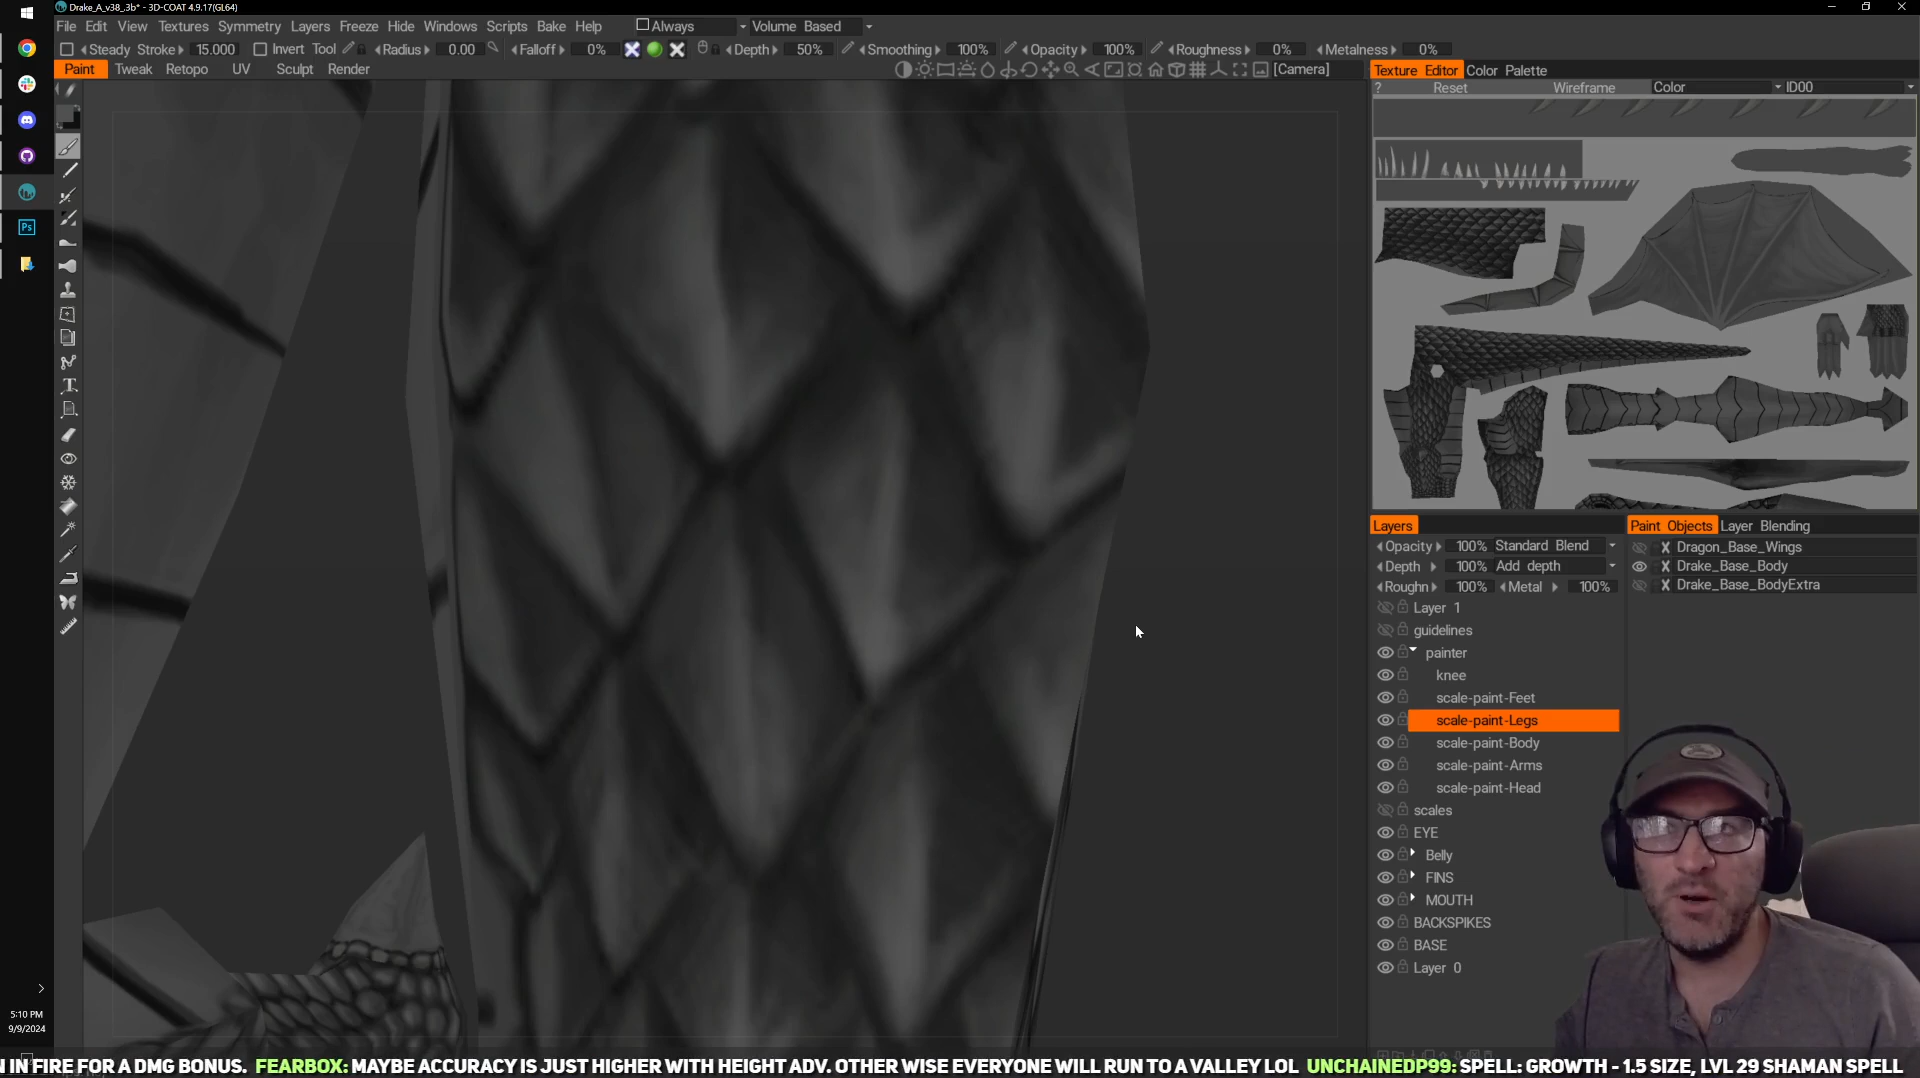 Drake_A_v38_.3b* - 3D-COAT 4.9.17(GL64)
File Edit View Textures Symmetry Layers Freeze Hide Windows Scripts Bake Help Always Volume Based
Steady Stroke 15.000 Invert Tool Radius 0.00 Falloff 0% Depth 50% Smoothing 100% Opacity 100% Roughness 0% Metalness 0%
Paint Tweak Retopo UV Sculpt Render [Camera]
Texture Editor Color Palette
? Reset Wireframe Color ID00
Layers
Opacity 100% Standard Blend
Depth 100% Add depth
Roughn 100% Metal 100%
Layer 1
guidelines
painter
knee
scale-paint-Feet
scale-paint-Legs
scale-paint-Body
scale-paint-Arms
scale-paint-Head
scales
EYE
Belly
FINS
MOUTH
BACKSPIKES
BASE
Layer 0
Paint Objects Layer Blending
Dragon_Base_Wings
Drake_Base_Body
Drake_Base_BodyExtra
Ps
5:10 PM
9/9/2024
N IN FIRE FOR A DMG BONUS. FEARBOX: MAYBE ACCURACY IS JUST HIGHER WITH HEIGHT ADV. OTHER WISE EVERYONE WILL RUN TO A VALLEY LOL UNCHAINEDP99: SPELL: GROWTH - 1.5 SIZE, LVL 29 SHAMAN SPELL